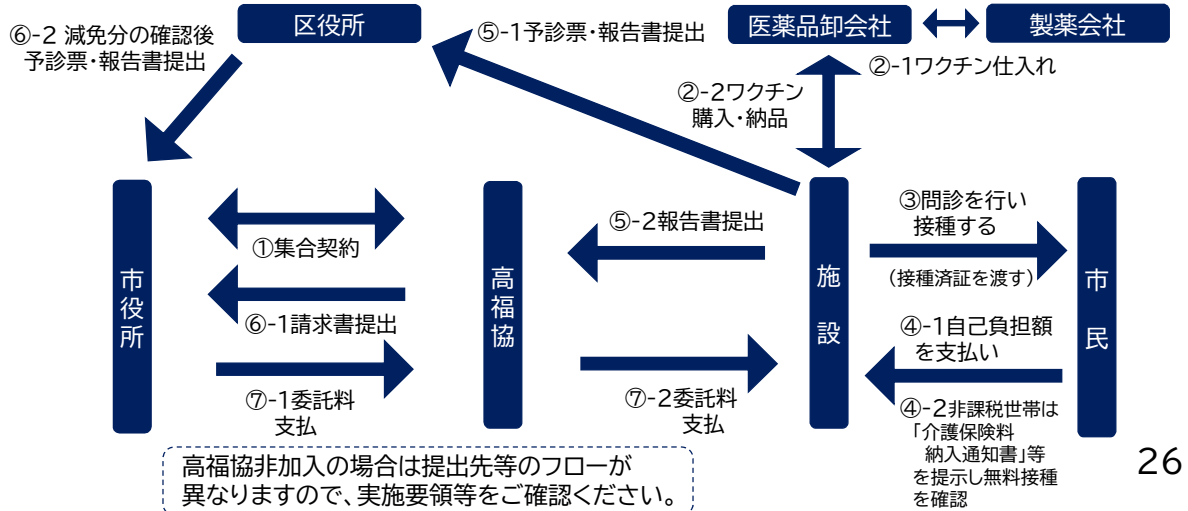 ⑥-2 減免分の確認後
予診票・報告書提出
区役所
⑤-1予診票・報告書提出
医薬品卸会社
製薬会社
②-1ワクチン仕入れ
②-2ワクチン
購入・納品
市役所
①集合契約
⑥-1請求書提出
⑦-1委託料
支払
高福協
⑤-2報告書提出
⑦-2委託料
支払
施設
③問診を行い
接種する
(接種済証を渡す)
④-1自己負担額
を支払い
④-2非課税世帯は
「介護保険料
納入通知書」等
を提示し無料接種
を確認
市民
高福協非加入の場合は提出先等のフローが
異なりますので、実施要領等をご確認ください。
26